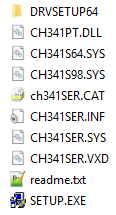 DRVSETUP64
CH341PT.DLL
CH341S64.SYS
CH341S98.SYS
ch341SER.CAT
CH341SER.INF
CH341SER.SYS
CH341SER.VXD
readme.txt
SETUP.EXE